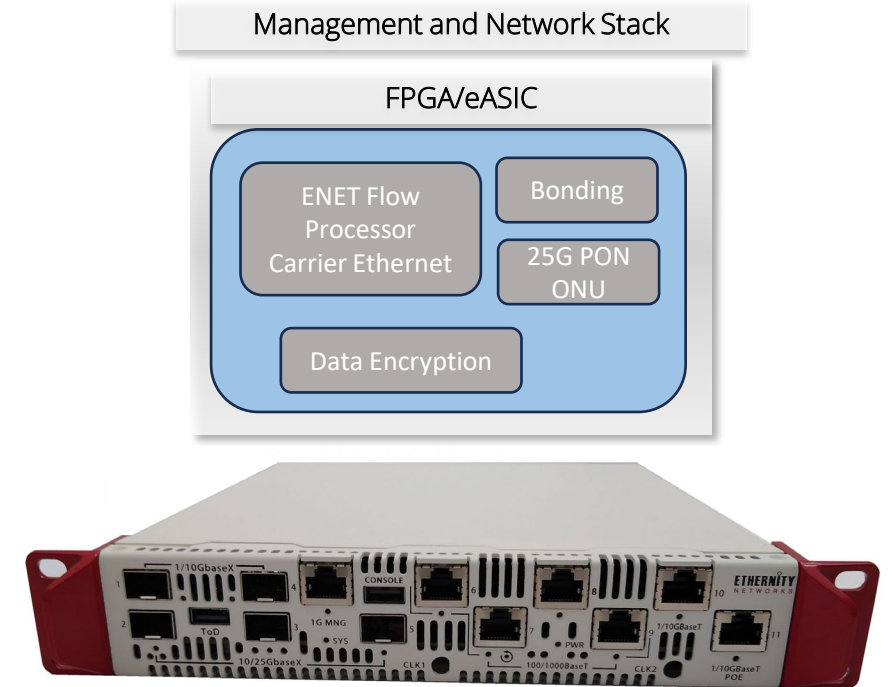 Management and Network Stack
FPGA/eASIC
ENET Flow
Processor
Carrier Ethernet
Bonding
25G PON
ONU
Data Encryption
1/10GbaseX
1
4
CONSOLE
6
8
10
ETHERNITY
NETWORKS
2
ToD
3
1G MNG
SYS
5
7
PWR
9
1/10GBaseT
11
10/25GbaseX
CLK1
100/1000BaseT
CLK2
1/10GBaseT
POE